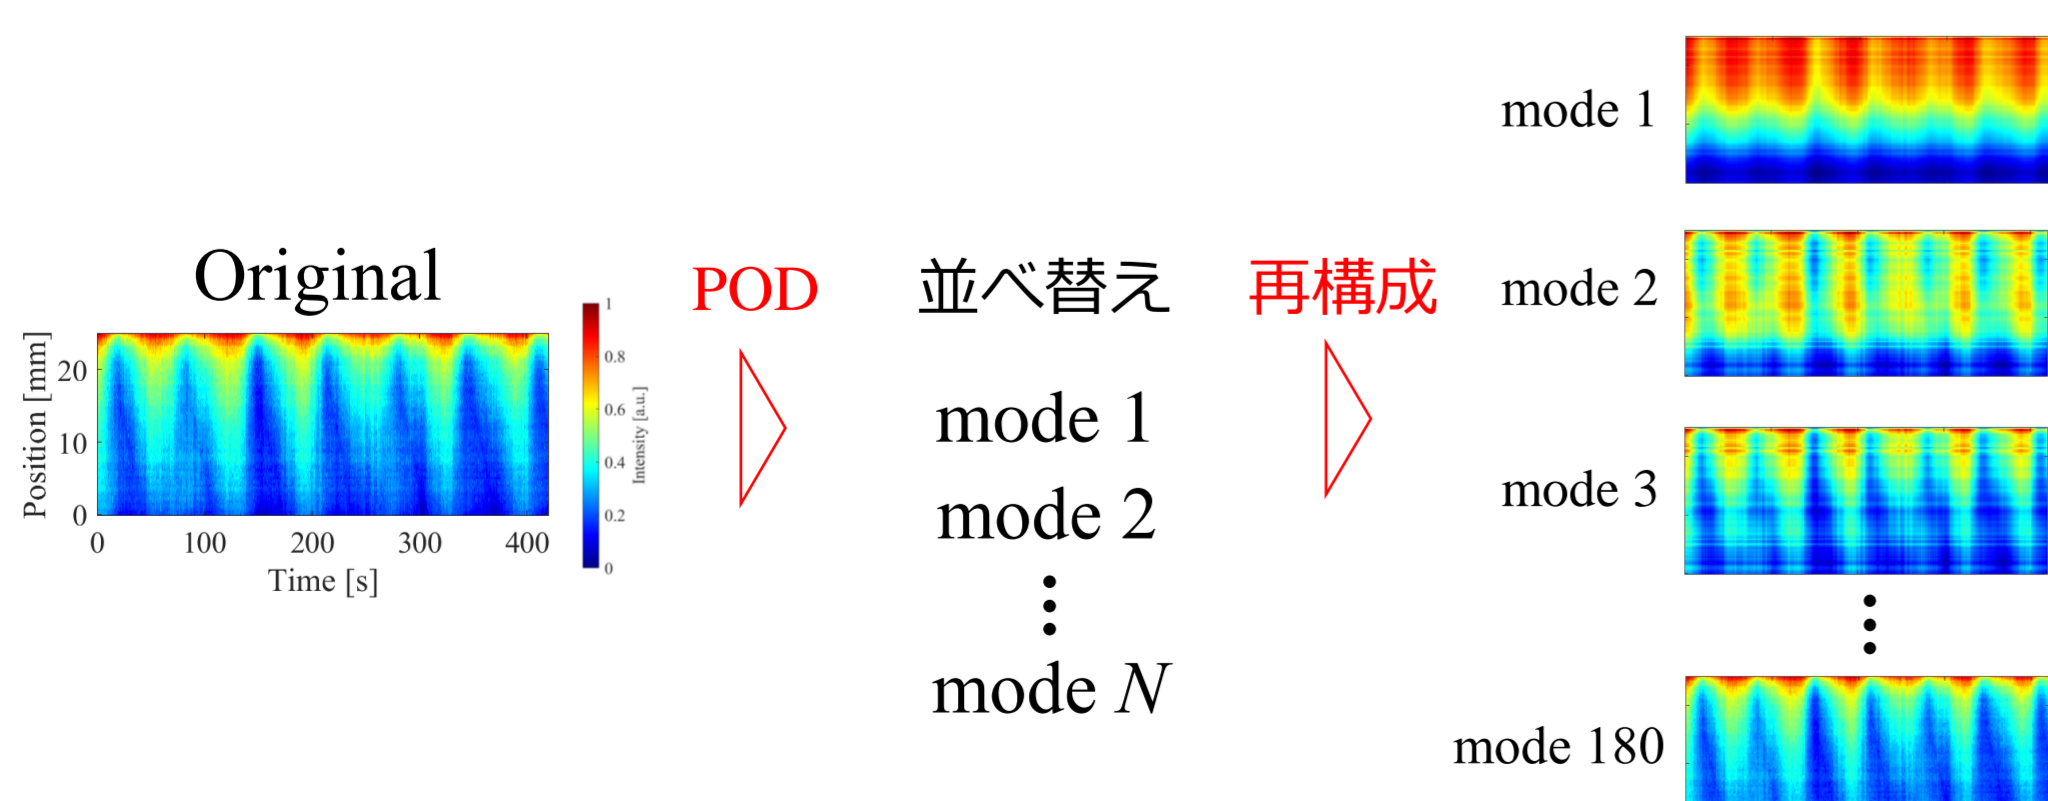 Original
Position [mm]
20
10
0
0 100 200 300 400
Time [s]
1
0.8
0.6
0.4
0.2
0
Intensity [a.u.]
POD
並べ替え
mode 1
mode 2
mode N
再構成
mode 1
mode 2
mode 3
mode 180